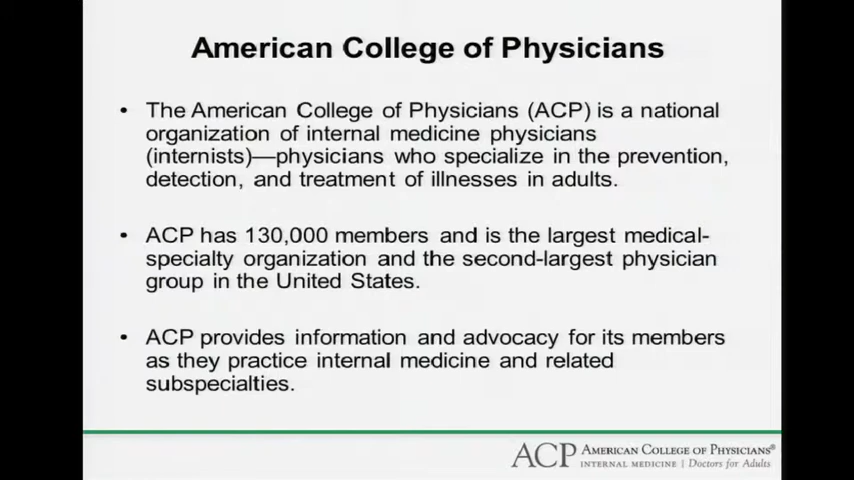 American College of Physicians
• The American College of Physicians (ACP) is a national
organization of internal medicine physicians
(internists)—physicians who specialize in the prevention,
detection, and treatment of illnesses in adults.
• ACP has 130,000 members and is the largest medical-
specialty organization and the second-largest physician
group in the United States.
• ACP provides information and advocacy for its members
as they practice internal medicine and related
subspecialties.
ACP AMERICAN COLLEGE OF PHYSICIANS®
INTERNAL MEDICINE | Doctors for Adults